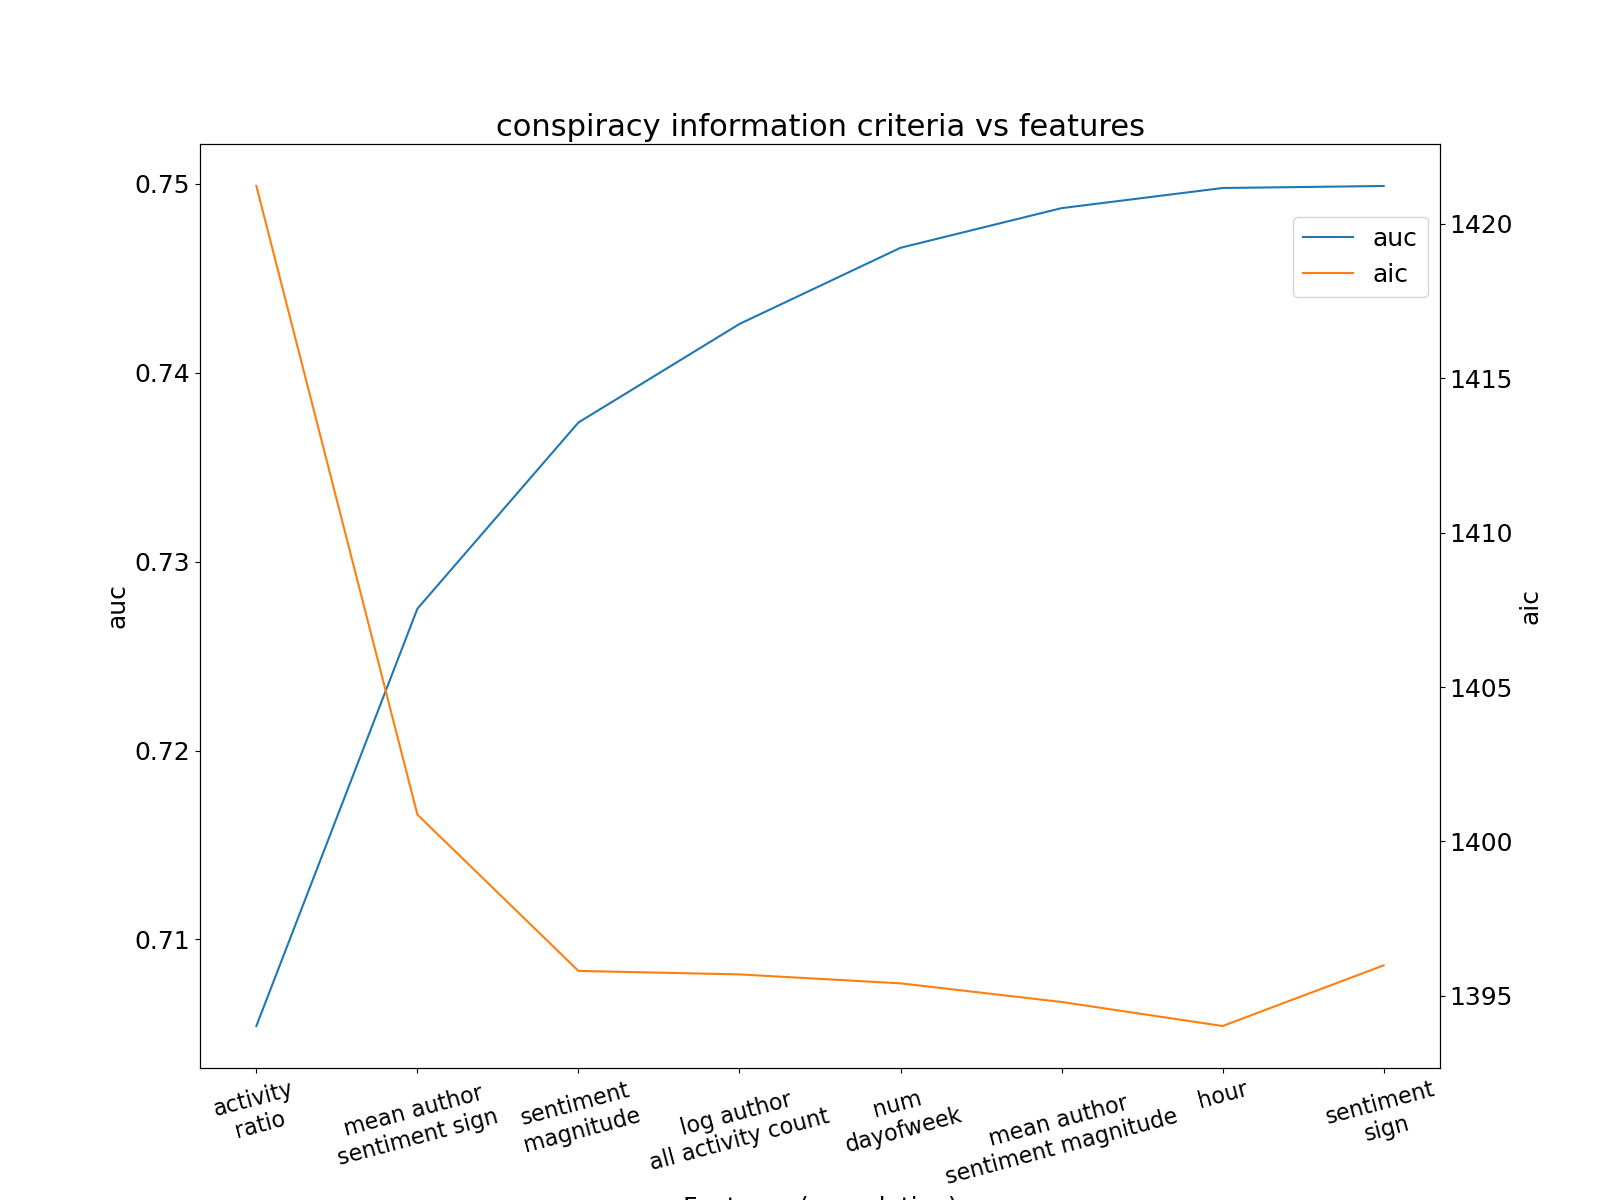 conspiracy information criteria vs features
0.75
0.74
0.73
0.72
0.71
auc
auc
aic
1420
1415
1410
1405
1400
1395
aic
activity
ratio
mean author
sentiment sign
sentiment
magnitude
log author
all activity count
num
dayofweek
mean author
sentiment magnitude
hour
sentiment
sign